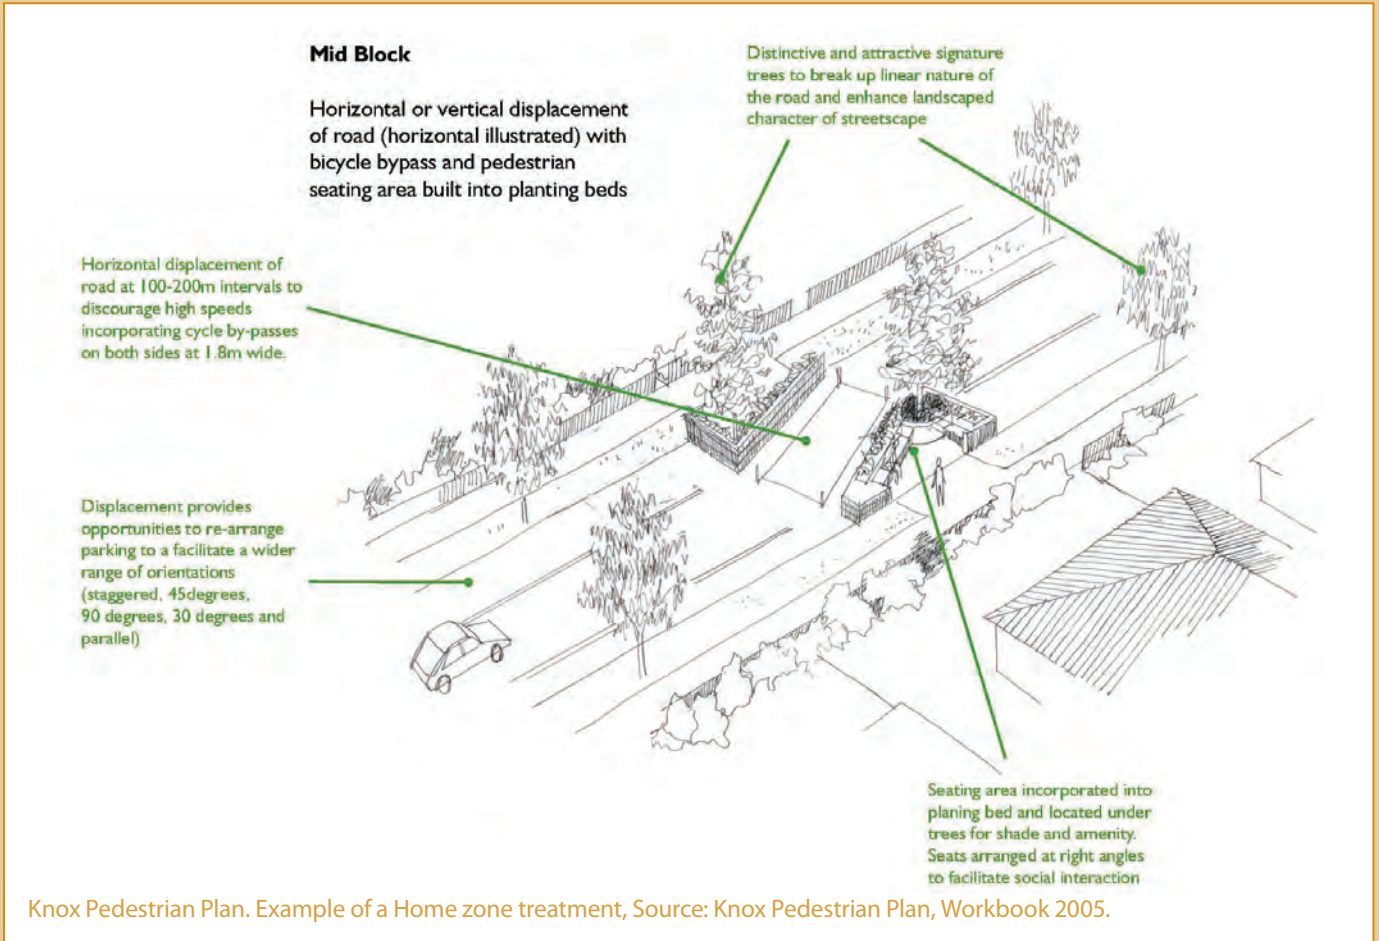 Mid Block
Horizontal or vertical displacement
of road (horizontal illustrated) with
bicycle bypass and pedestrian
seating area built into planting beds
Distinctive and attractive signature
trees to break up linear nature of
the road and enhance landscaped
character of streetscape
Horizontal displacement of
road at 100-200m intervals to
discourage high speeds
incorporating cycle by-passes
on both sides at 1.8m wide.
Displacement provides
opportunities to re-arrange
parking to a facilitate a wider
range of orientations
(staggered, 45degrees,
90 degrees, 30 degrees and
parallel)
Seating area incorporated into
planing bed and located under
trees for shade and amenity.
Seats arranged at right angles
to facilitate social interaction
Knox Pedestrian Plan. Example of a Home zone treatment, Source: Knox Pedestrian Plan, Workbook 2005.